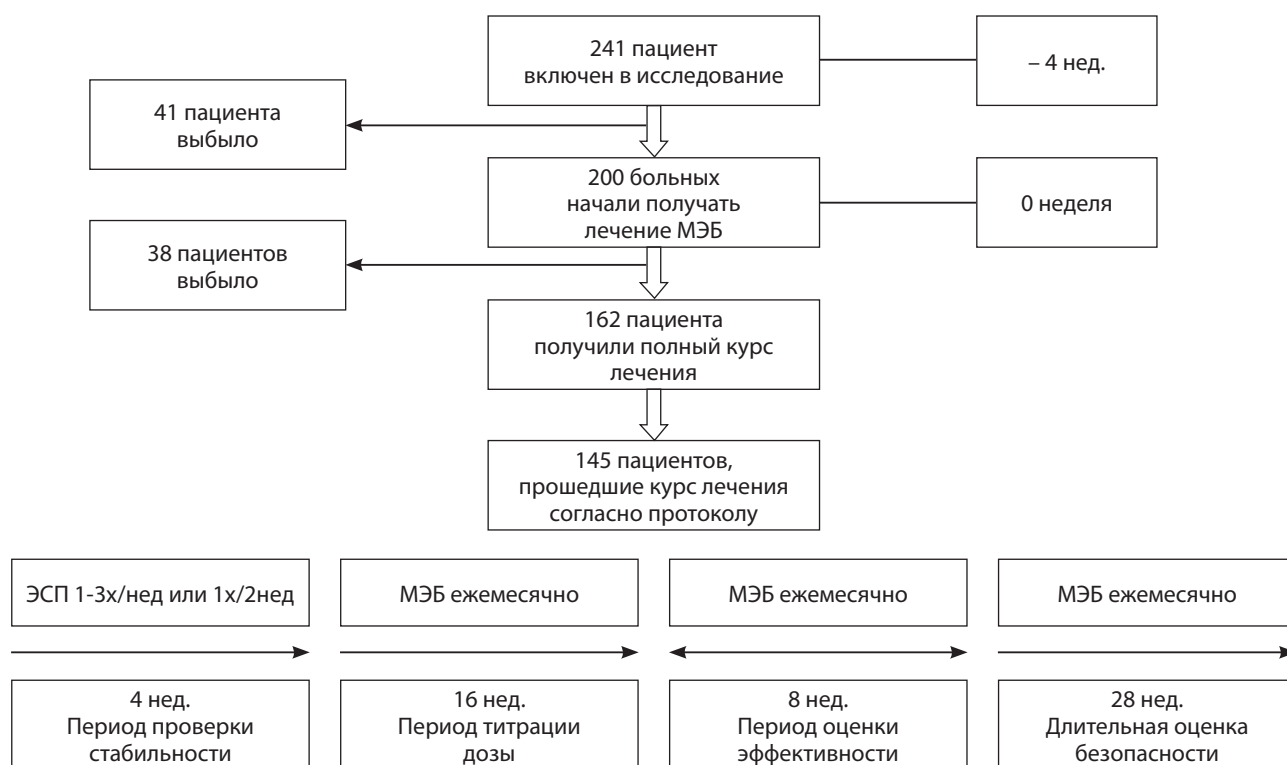 241 пациент
включен в исследование
– 4 нед.
41 пациента
выбыло
200 больных
начали получать
лечение МЭБ
0 неделя
38 пациентов
выбыло
162 пациента
получили полный курс
лечения
145 пациентов,
прошедшие курс лечения
согласно протоколу
ЭСП 1-3х/нед или 1х/2нед
МЭБ ежемесячно
МЭБ ежемесячно
МЭБ ежемесячно
4 нед.
Период проверки
стабильности
16 нед.
Период титрации
дозы
8 нед.
Период оценки
эффективности
28 нед.
Длительная оценка
безопасности